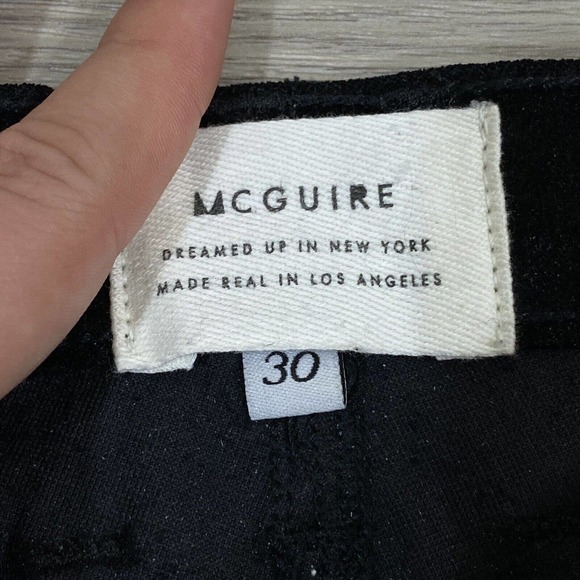 MCGUIRE
DREAMED UP IN NEW YORK
MADE REAL IN LOS ANGELES
30